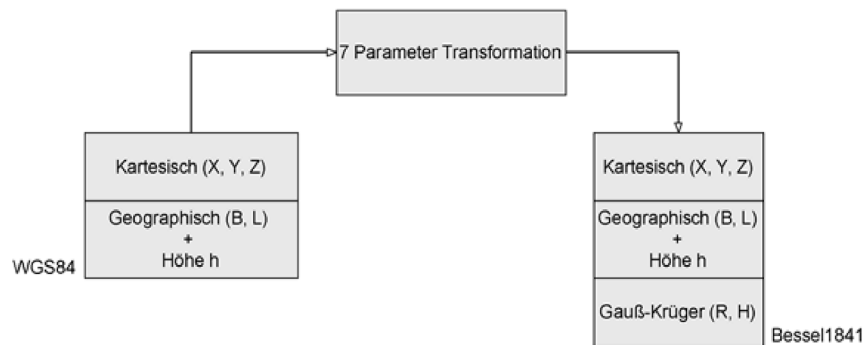 7 Parameter Transformation
Kartesisch (X, Y, Z)
Geographisch (B, L)
+
Höhe h
WGS84
Kartesisch (X, Y, Z)
Geographisch (B, L)
+
Höhe h
Gauß-Krüger (R, H)
Bessel1841